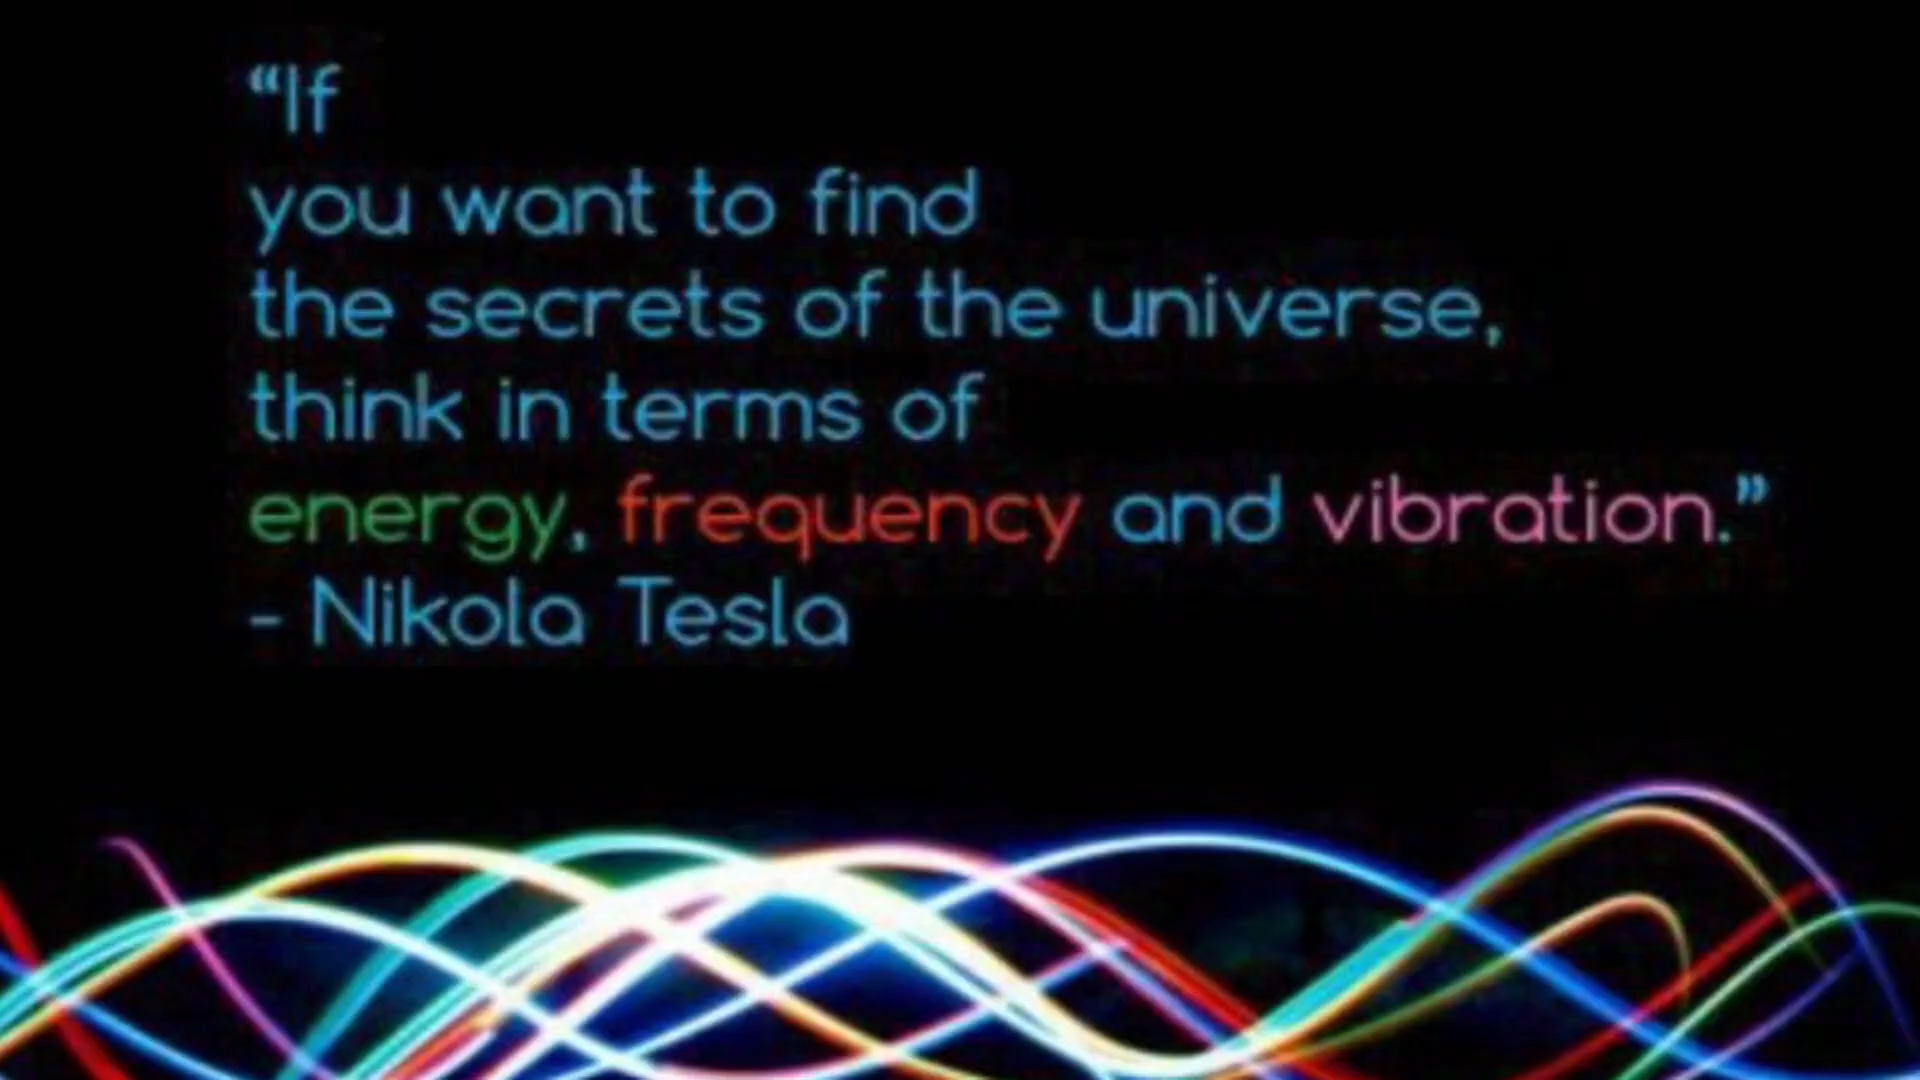 “If
you want to find
the secrets of the universe,
think in terms of
energy, frequency and vibration.”
- Nikola Tesla